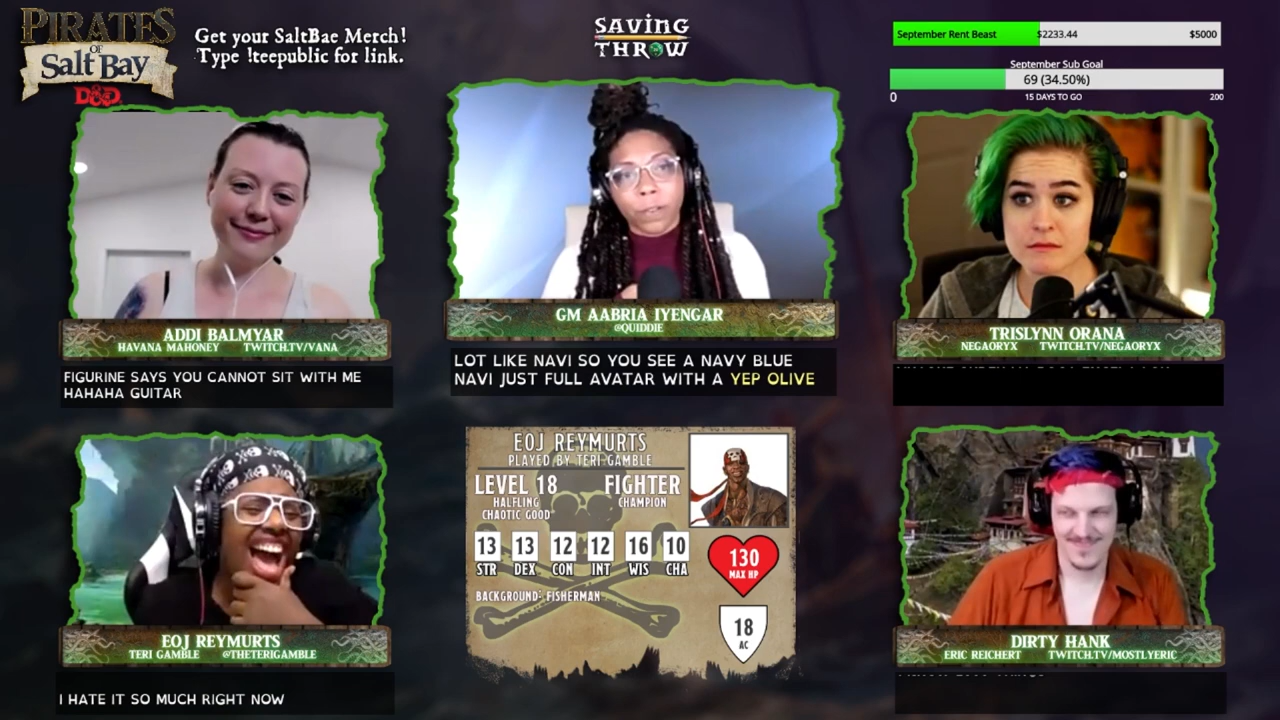 PIRATES
OF
Salt Bay
D&D
Get your SaltBae Merch!
Type !teepublic for link.
SAVING
THROW
September Rent Beast $2233.44 $5000
September Sub Goal
69 (34.50%)
0 15 DAYS TO GO 200
ADDI BALMYAR
HAVANA MAHONEY TWITCH.TV/VANA
FIGURINE SAYS YOU CANNOT SIT WITH ME
HAHAHA GUITAR
GM AABRIA IYENGAR
@QUIDDIE
LOT LIKE NAVI SO YOU SEE A NAVY BLUE
NAVI JUST FULL AVATAR WITH A YEP OLIVE
TRISLYNN ORANA
NEGAORYX TWITCH.TV/NEGAORYX
EOJ REYMURTS
TERI GAMBLE @THETERIGAMBLE
I HATE IT SO MUCH RIGHT NOW
EOJ REYMURTS
PLAYED BY TERI GAMBLE
LEVEL 18 FIGHTER
HALFLING CHAMPION
CHAOTIC GOOD
13 13 12 12 16 10
STR DEX CON INT WIS CHA
BACKGROUND: FISHERMAN
130
MAX HP
18
AC
DIRTY HANK
ERIC REICHERT TWITCH.TV/MOSTLYERIC